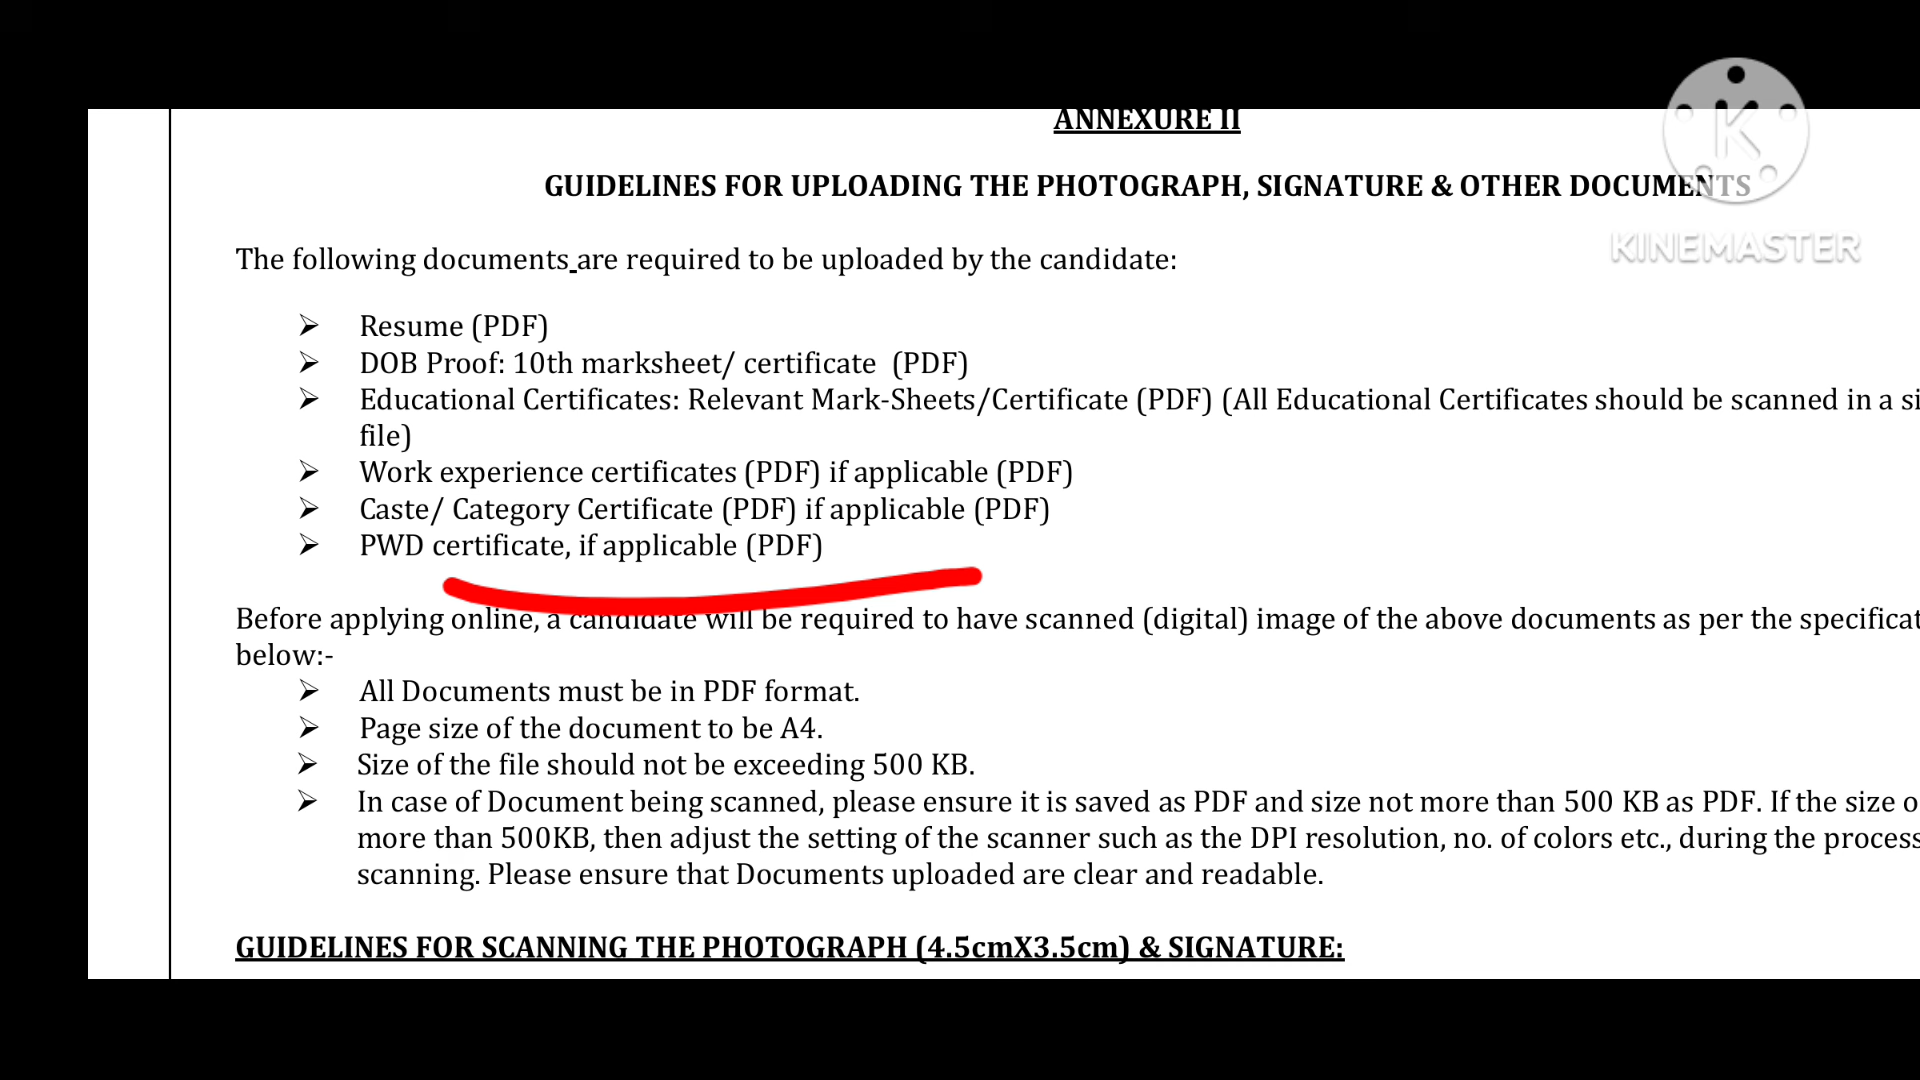 ANNEXURE II
GUIDELINES FOR UPLOADING THE PHOTOGRAPH, SIGNATURE & OTHER DOCUMENTS
KINEMASTER
The following documents are required to be uploaded by the candidate:
➢ Resume (PDF)
➢ DOB Proof: 10th marksheet/ certificate (PDF)
➢ Educational Certificates: Relevant Mark-Sheets/Certificate (PDF) (All Educational Certificates should be scanned in a si
file)
➢ Work experience certificates (PDF) if applicable (PDF)
➢ Caste/ Category Certificate (PDF) if applicable (PDF)
➢ PWD certificate, if applicable (PDF)
Before applying online, a candidate will be required to have scanned (digital) image of the above documents as per the specificat
below:-
➢ All Documents must be in PDF format.
➢ Page size of the document to be A4.
➢ Size of the file should not be exceeding 500 KB.
➢ In case of Document being scanned, please ensure it is saved as PDF and size not more than 500 KB as PDF. If the size o
more than 500KB, then adjust the setting of the scanner such as the DPI resolution, no. of colors etc., during the process
scanning. Please ensure that Documents uploaded are clear and readable.
GUIDELINES FOR SCANNING THE PHOTOGRAPH (4.5cmX3.5cm) & SIGNATURE: